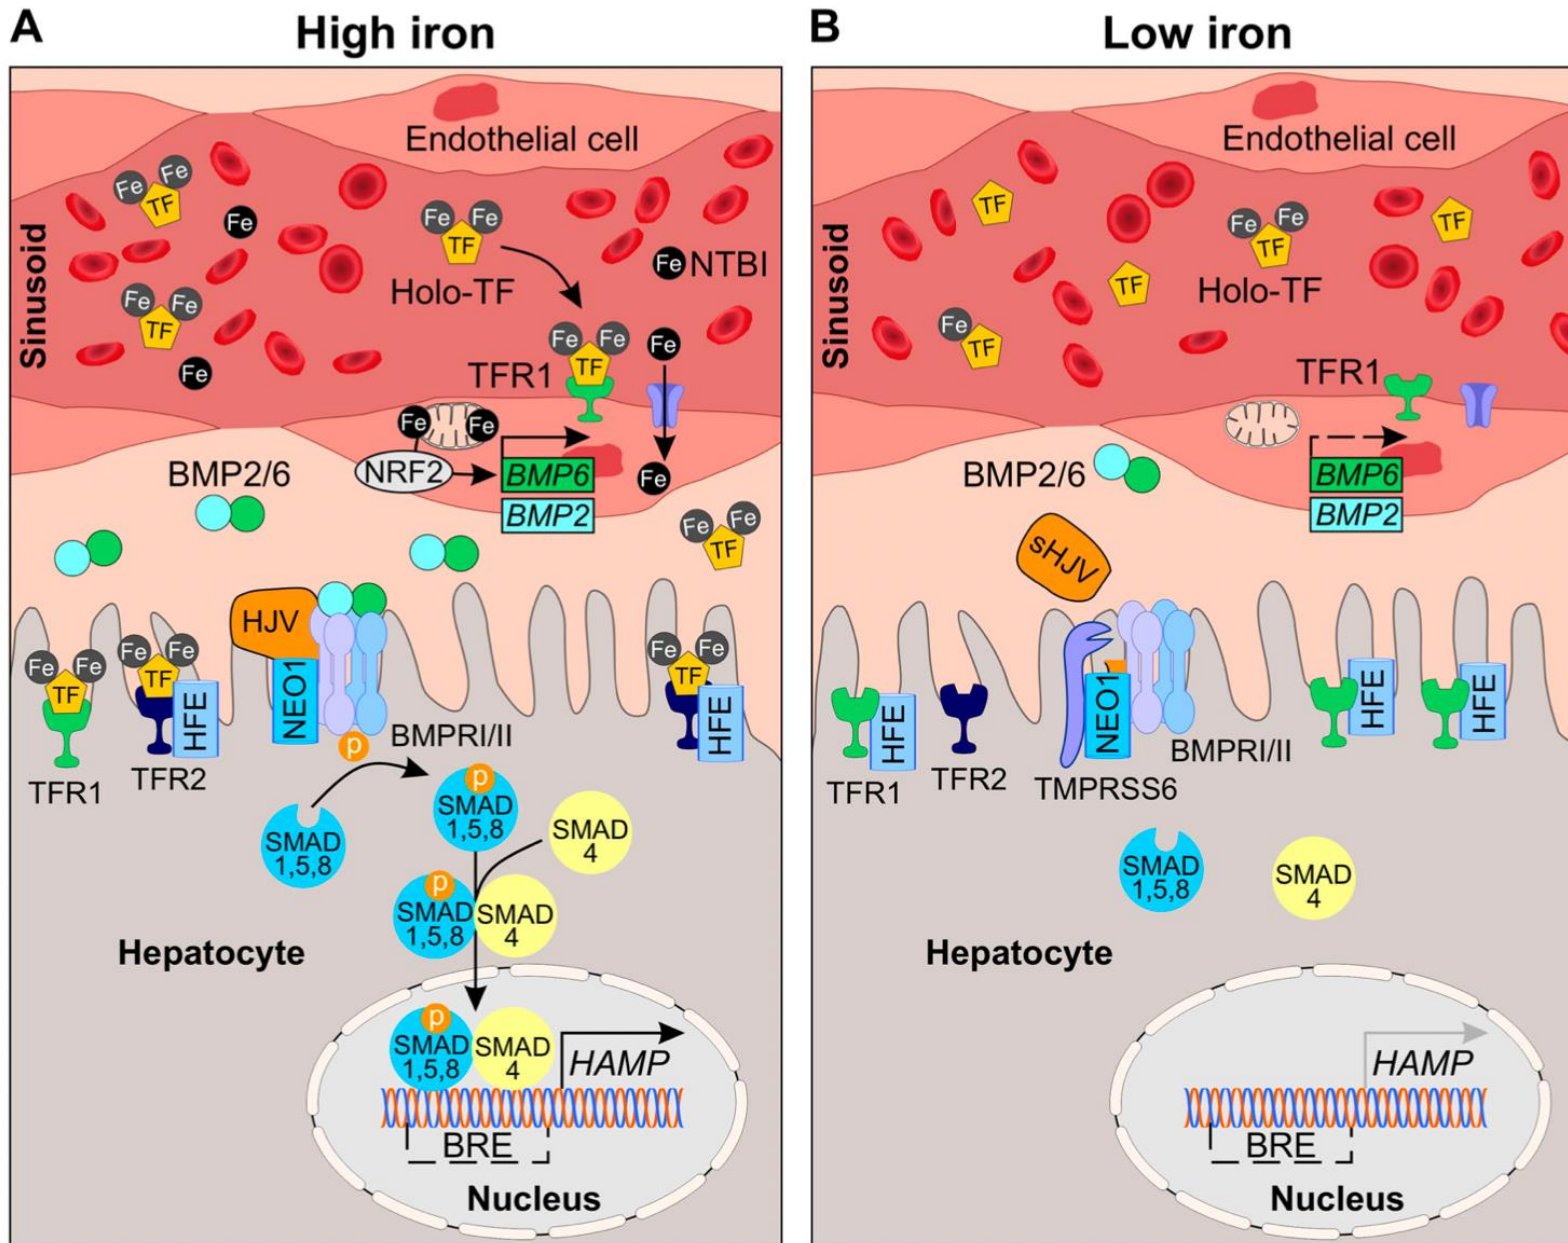 A
High iron
Endothelial cell
Sinusoid
Fe
Fe
TF
Fe
Fe
Fe
TF
Fe NTBI
Holo-TF
Fe
Fe
TF
Fe
Fe
Fe
TF
Fe
TFR1
Fe
Fe
NRF2
BMP6
Fe
BMP2
BMP2/6
Fe
Fe
TF
HJV
NEO1
Fe
Fe
TF
Fe
Fe
TF
HFE
Fe
Fe
TF
HFE
TFR1
TFR2
p
BMPRI/II
SMAD
1,5,8
p
SMAD
1,5,8
SMAD
4
p
SMAD
1,5,8
SMAD
4
Hepatocyte
p
SMAD
1,5,8
SMAD
4
HAMP
BRE
Nucleus
B
Low iron
Endothelial cell
Sinusoid
TF
Fe
Fe
TF
TF
TF
Holo-TF
Fe
TF
TFR1
BMP6
BMP2
BMP2/6
sHJV
HFE
NEO1
HFE
HFE
TFR1
TFR2
TMPRSS6
BMPRI/II
SMAD
1,5,8
SMAD
4
Hepatocyte
HAMP
BRE
Nucleus